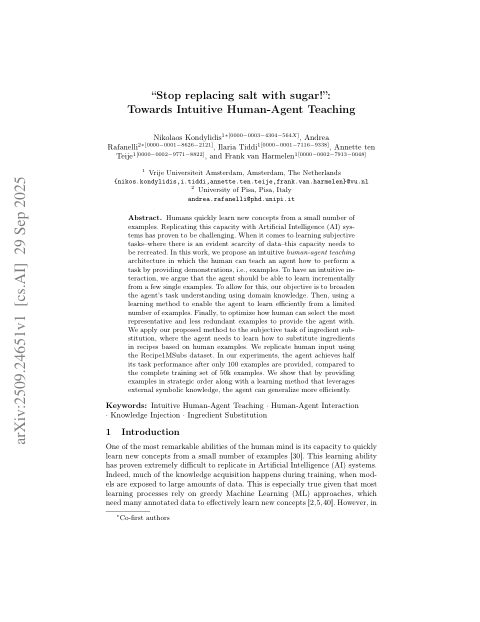 arXiv:2509.24651v1 [cs.AI] 29 Sep 2025
“Stop replacing salt with sugar!”:
Towards Intuitive Human-Agent Teaching
Nikolaos Kondylidis1*[0000−0003−4304−564X], Andrea
Rafanelli2*[0000−0001−8626−2121], Ilaria Tiddi1[0000−0001−7116−9338], Annette ten
Teije1[0000−0002−9771−8822], and Frank van Harmelen1[0000−0002−7913−0048]
1 Vrije Universiteit Amsterdam, Amsterdam, The Netherlands
{nikos.kondylidis,i.tiddi,annette.ten.teije,frank.van.harmelen}@vu.nl
2 University of Pisa, Pisa, Italy
andrea.rafanelli@phd.unipi.it
Abstract. Humans quickly learn new concepts from a small number of
examples. Replicating this capacity with Artificial Intelligence (AI) sys-
tems has proven to be challenging. When it comes to learning subjective
tasks–where there is an evident scarcity of data–this capacity needs to
be recreated. In this work, we propose an intuitive human-agent teaching
architecture in which the human can teach an agent how to perform a
task by providing demonstrations, i.e., examples. To have an intuitive in-
teraction, we argue that the agent should be able to learn incrementally
from a few single examples. To allow for this, our objective is to broaden
the agent's task understanding using domain knowledge. Then, using a
learning method to enable the agent to learn efficiently from a limited
number of examples. Finally, to optimize how human can select the most
representative and less redundant examples to provide the agent with.
We apply our proposed method to the subjective task of ingredient sub-
stitution, where the agent needs to learn how to substitute ingredients
in recipes based on human examples. We replicate human input using
the Recipe1MSubs dataset. In our experiments, the agent achieves half
its task performance after only 100 examples are provided, compared to
the complete training set of 50k examples. We show that by providing
examples in strategic order along with a learning method that leverages
external symbolic knowledge, the agent can generalize more efficiently.
Keywords: Intuitive Human-Agent Teaching · Human-Agent Interaction
· Knowledge Injection · Ingredient Substitution
1 Introduction
One of the most remarkable abilities of the human mind is its capacity to quickly
learn new concepts from a small number of examples [30]. This learning ability
has proven extremely difficult to replicate in Artificial Intelligence (AI) systems.
Indeed, much of the knowledge acquisition happens during training, when mod-
els are exposed to large amounts of data. This is especially true given that most
learning processes rely on greedy Machine Learning (ML) approaches, which
need many annotated data to effectively learn new concepts [2,5,40]. However, in
*Co-first authors